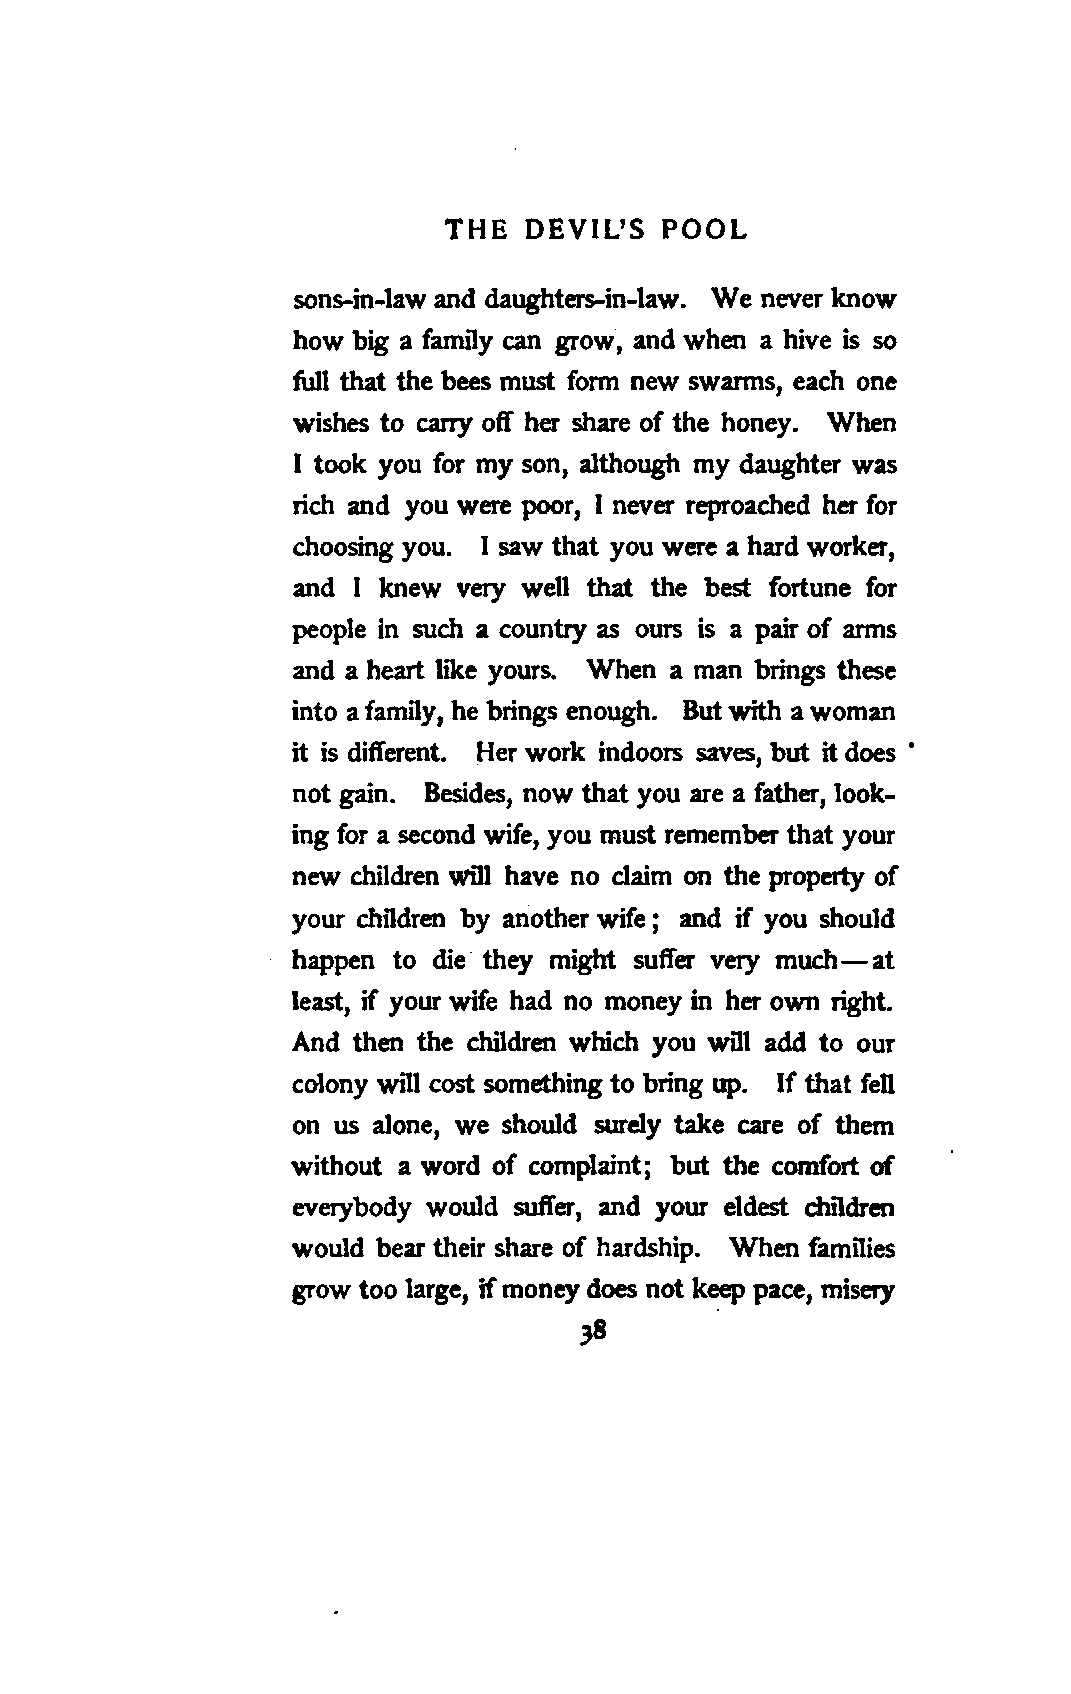 THE DEVIL'S POOL
sons-in-law and daughters-in-law. We never know
how big a family can grow, and when a hive is so
full that the bees must form new swarms, each one
wishes to carry off her share of the honey. When
I took you for my son, although my daughter was
rich and you were poor, I never reproached her for
choosing you. I saw that you were a hard worker,
and I knew very well that the best fortune for
people in such a country as ours is a pair of arms
and a heart like yours. When a man brings these
into a family, he brings enough. But with a woman
it is different. Her work indoors saves, but it does
not gain. Besides, now that you are a father, look-
ing for a second wife, you must remember that your
new children will have no claim on the property of
your children by another wife; and if you should
happen to die they might suffer very much—at
least, if your wife had no money in her own right.
And then the children which you will add to our
colony will cost something to bring up. If that fell
on us alone, we should surely take care of them
without a word of complaint; but the comfort of
everybody would suffer, and your eldest children
would bear their share of hardship. When families
grow too large, if money does not keep pace, misery
38